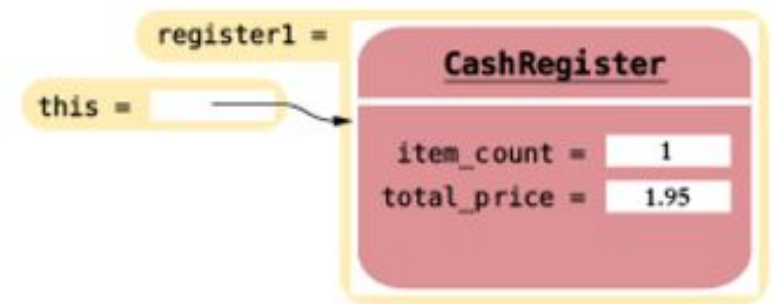 register1 =
CashRegister
this =
item_count = 1
total_price = 1.95